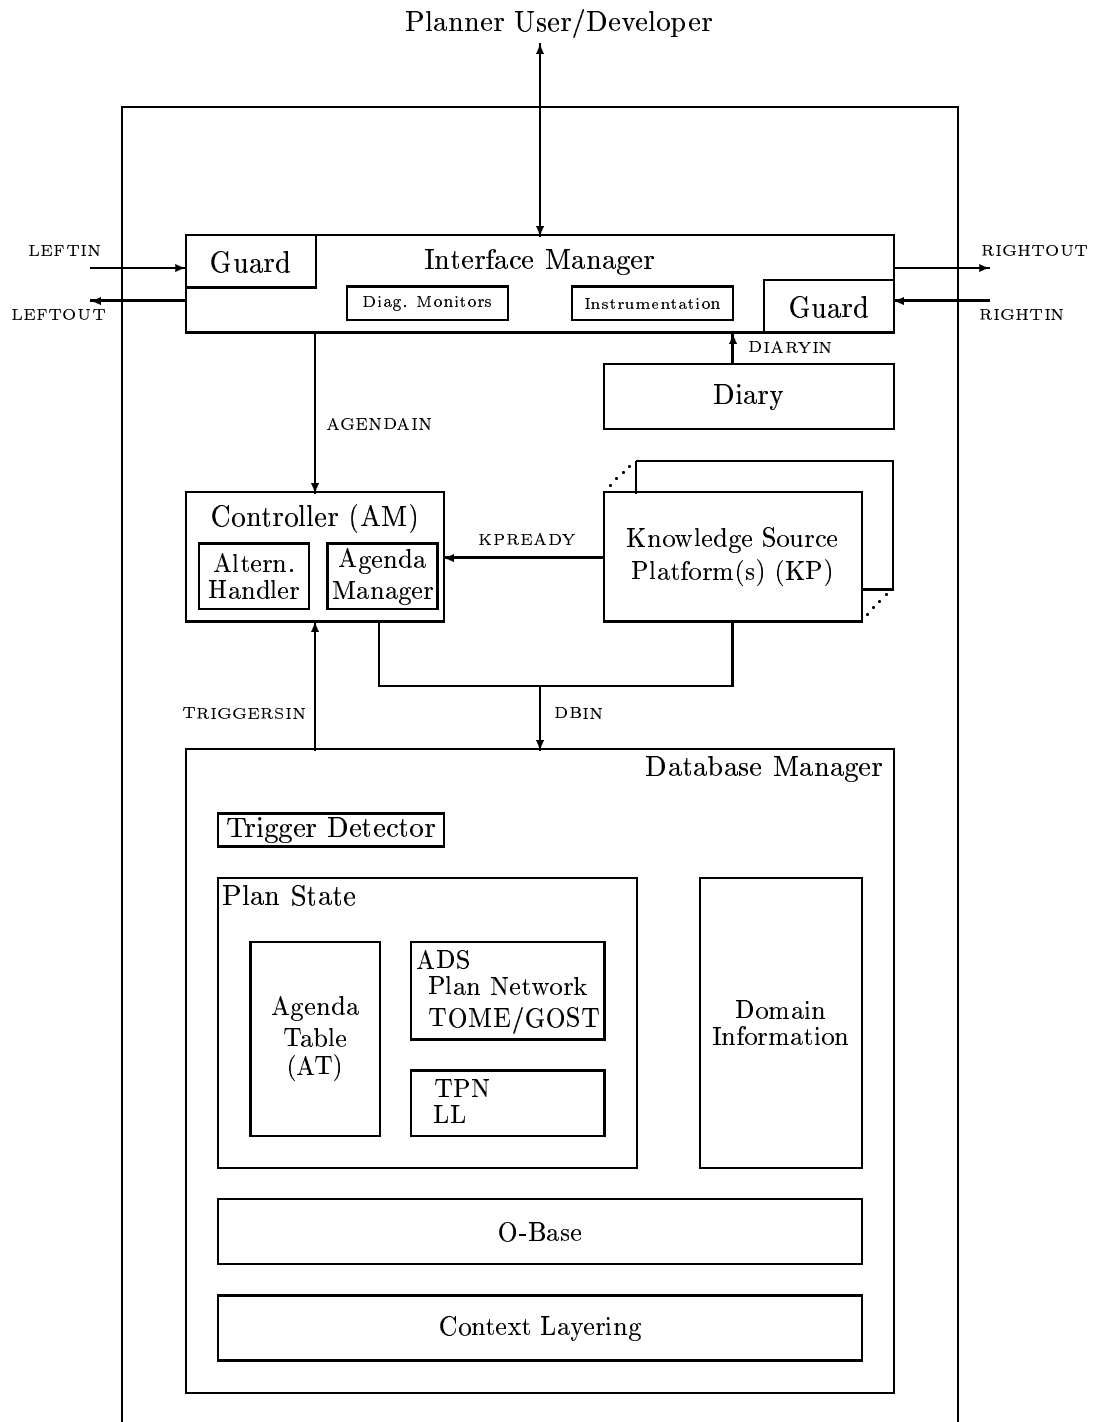 Planner User/Developer
LEFTIN
Guard
Interface Manager
RIGHTOUT
LEFTOUT
Diag. Monitors
Instrumentation
Guard
RIGHTIN
DIARYIN
Diary
AGENDAIN
Controller (AM)
Altern.
Handler
Agenda
Manager
KPREADY
Knowledge Source
Platform(s) (KP)
TRIGGERSIN
DBIN
Database Manager
Trigger Detector
Plan State
Agenda
Table
(AT)
ADS
Plan Network
TOME/GOST
TPN
LL
Domain
Information
O-Base
Context Layering